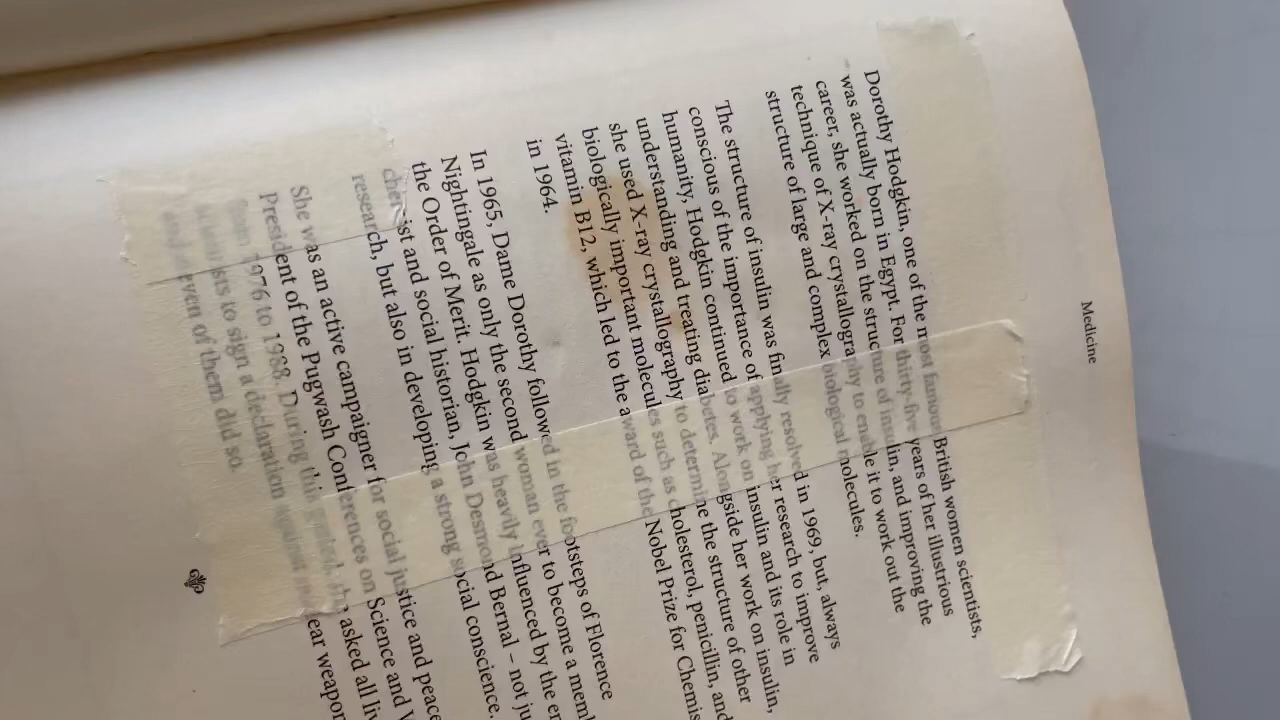 Medicine
Dorothy Hodgkin, one of the most famous British women scientists,
was actually born in Egypt. For thirty-five years of her illustrious
career, she worked on the structure of insulin, and improving the
technique of X-ray crystallography to enable it to work out the
structure of large and complex biological molecules.
The structure of insulin was finally resolved in 1969, but, always
conscious of the importance of applying her research to improve
humanity, Hodgkin continued to work on insulin and its role in
understanding and treating diabetes. Alongside her work on insulin,
she used X-ray crystallography to determine the structure of other
biologically important molecules such as cholesterol, penicillin, and
vitamin B12, which led to the award of the Nobel Prize for Chemis
in 1964.
In 1965, Dame Dorothy followed in the footsteps of Florence
Nightingale as only the second woman ever to become a mem
the Order of Merit. Hodgkin was heavily influenced by the
chemist and social historian, John Desmond Bernal – not ju
research, but also in developing a strong social conscience.
She was an active campaigner for social justice and peace
President of the Pugwash Conferences on Science and
from 1976 to 1988. During this period, she asked all
scientists to sign a declaration against nuclear weapon
even of them did so.